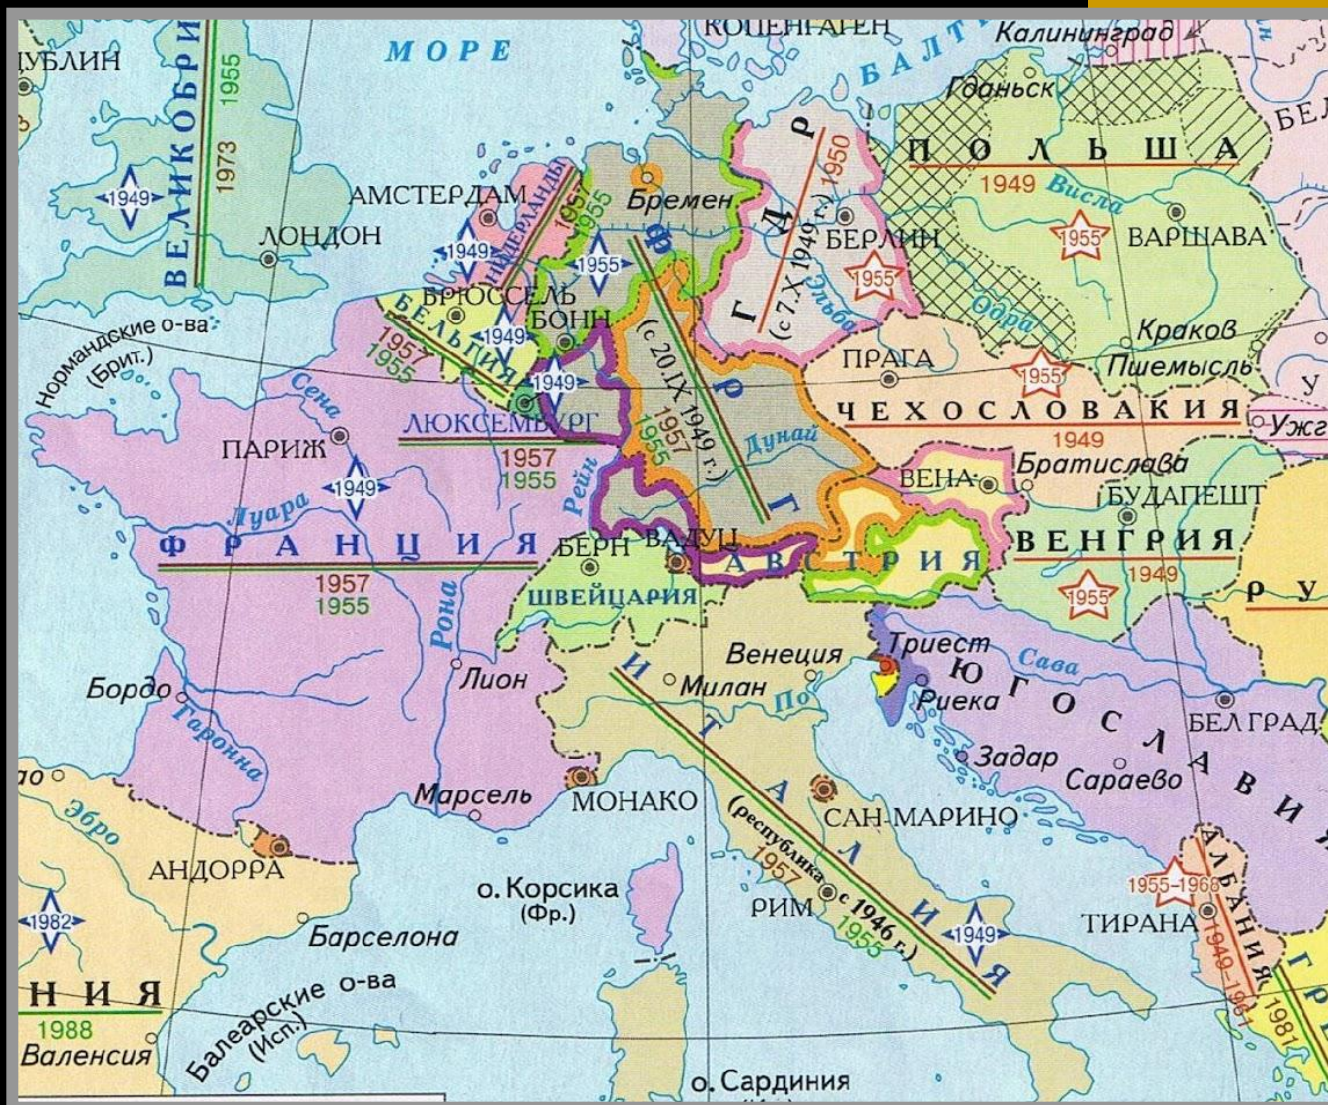 КОПЕНГАГЕН
Калининград
МОРЕ
БАЛТ
ДУБЛИН
Гданьск
БЕЛ
ВЕЛИКОБРИ
1955
1973
1949
ПОЛЬША
1949
Висла
1955
ВАРШАВА
АМСТЕРДАМ
НИДЕРЛАНДЫ
1957
1955
1949
Бремен
ГДР
(с 7.X 1949 г.)
1950
БЕРЛИН
1955
Эльба
Одра
ЛОНДОН
1955
ФРГ
(с 20.IX 1949 г.)
1957
1955
БРЮССЕЛЬ
БЕЛЬГИЯ
1949
1957
1955
БОНН
Нормандские о-ва
(Брит.)
Краков
Пшемысль
ПРАГА
1955
ЧЕХОСЛОВАКИЯ
1949
У
Ужг
1949
Сена
ЛЮКСЕМБУРГ
1957
1955
ПАРИЖ
Рейн
Дунай
1949
Луара
ВЕНА
Братислава
БУДАПЕШТ
ФРАНЦИЯ
1957
1955
БЕРН
ВАДУЦ
АВСТРИЯ
ВЕНГРИЯ
1949
1955
РУ
ШВЕЙЦАРИЯ
Рона
Лион
Венеция
Милан
По
Триест
Риека
Сава
ЮГОСЛАВИЯ
БЕЛГРАД
Бордо
Гаронна
Задар
Сараево
ао
Эбро
Марсель
МОНАКО
САН-МАРИНО
ИТАЛИЯ
(республика с 1946 г.)
1957
1955
1949
РИМ
АНДОРРА
о. Корсика
(Фр.)
1955-1968
ТИРАНА
АЛБАНИЯ
1949-1961
1982
Барселона
НИЯ
1988
Валенсия
Балеарские о-ва
(Исп.)
о. Сардиния
ГР
1981